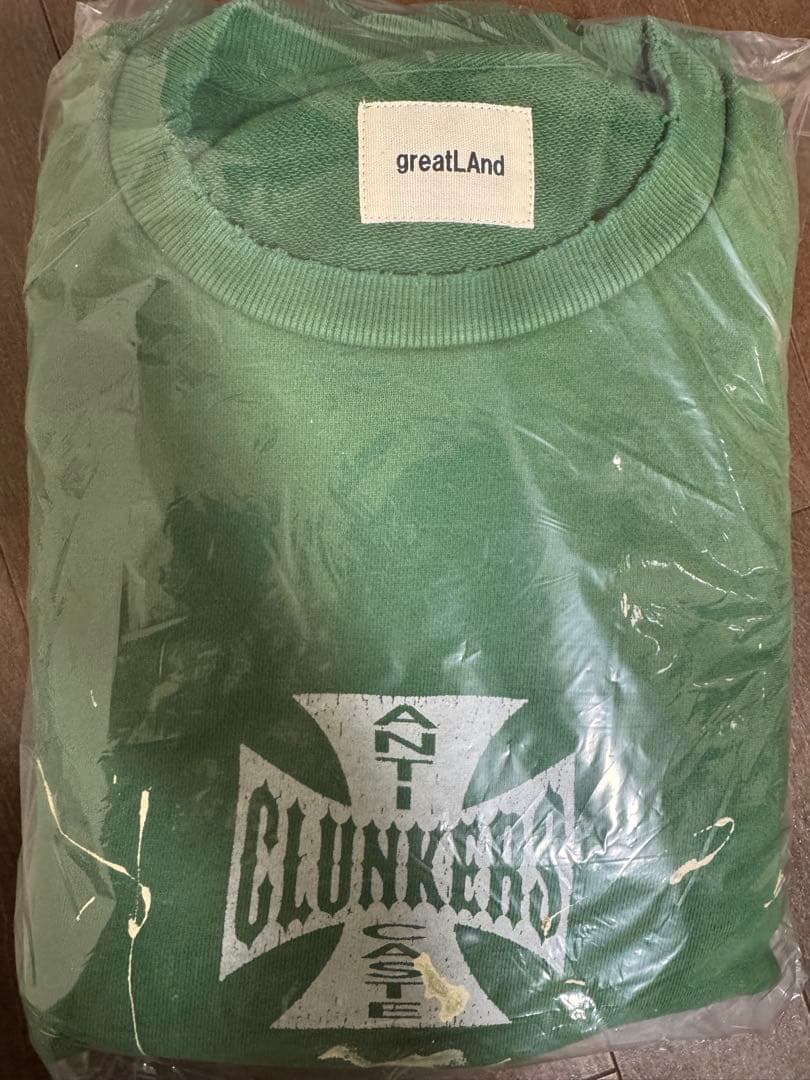 greatLAnd
ANTI
CLUNKERS
CASTE